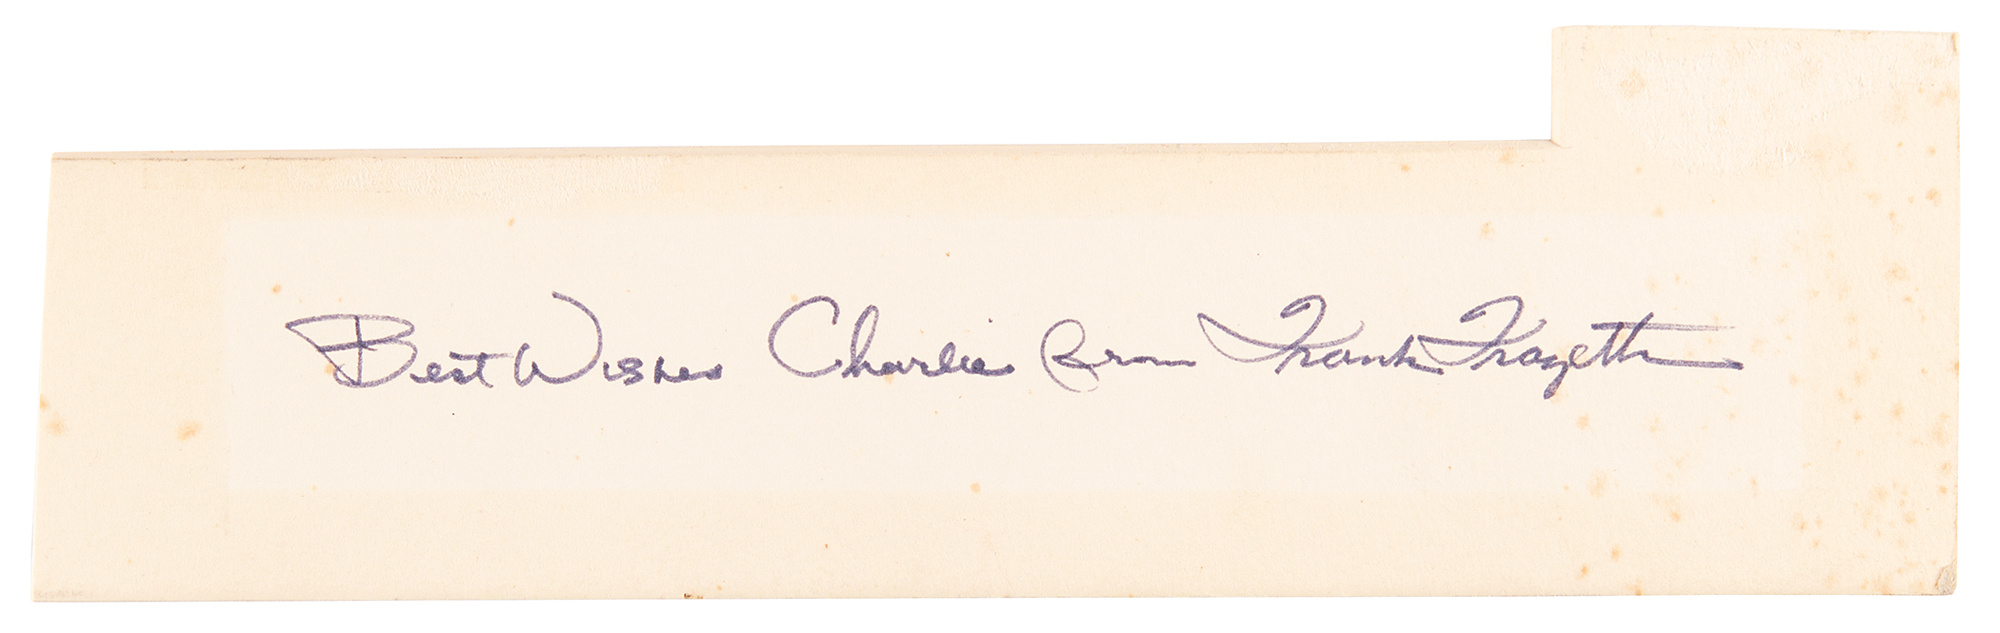 Best Wishes Charlie from Frank Frazetta